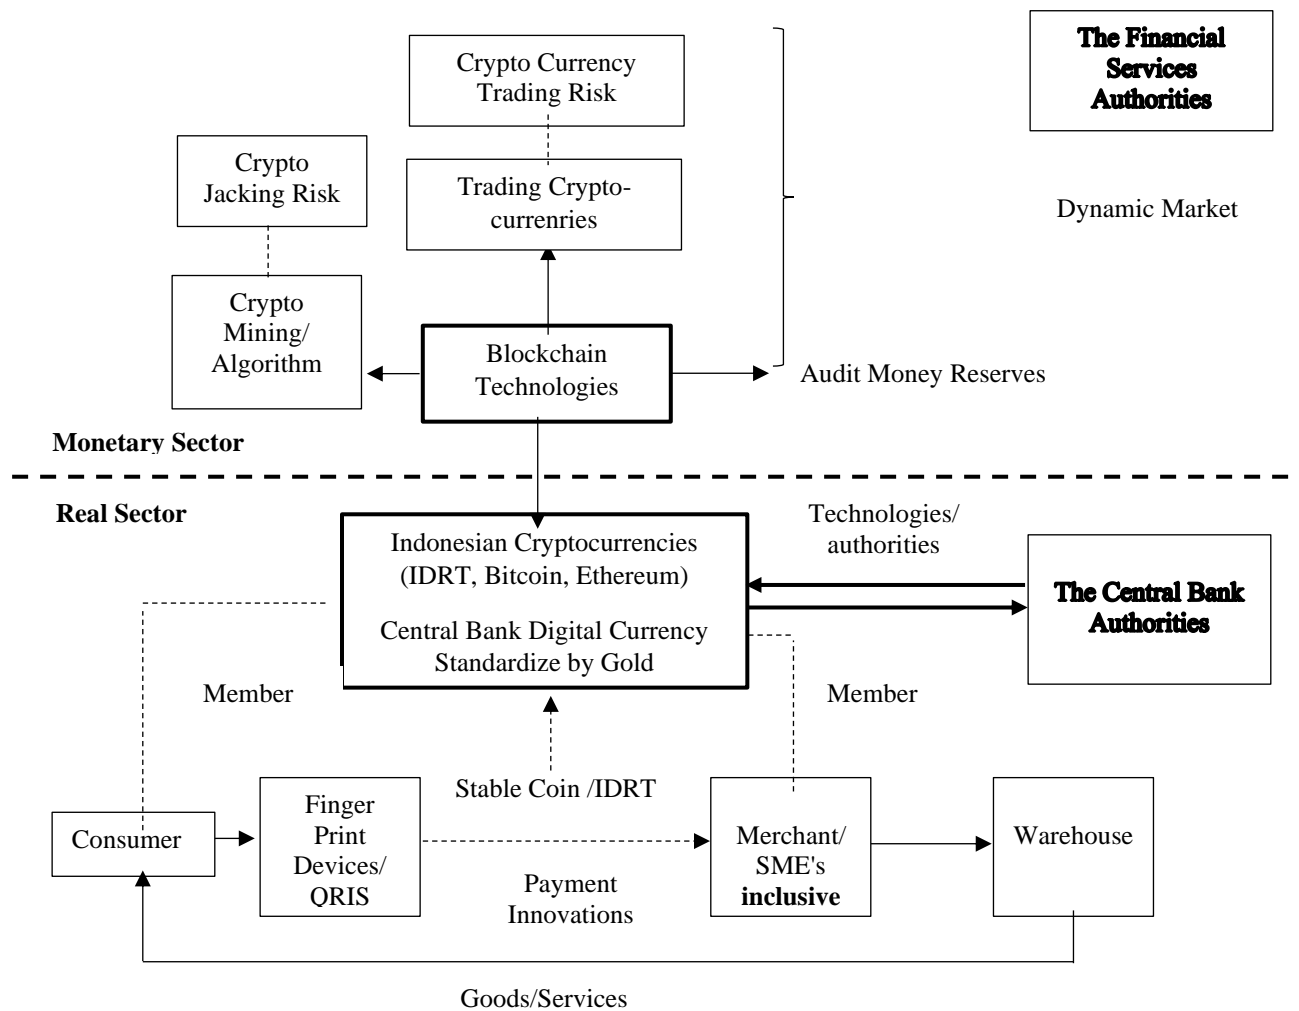 The Financial
Services
Authorities
Crypto Currency
Trading Risk
Crypto
Jacking Risk
Trading Crypto-
currenries
Dynamic Market
Crypto
Mining/
Algorithm
Blockchain
Technologies
Audit Money Reserves
Monetary Sector
Real Sector
Technologies/
authorities
Indonesian Cryptocurrencies
(IDRT, Bitcoin, Ethereum)
Central Bank Digital Currency
Standardize by Gold
The Central Bank
Authorities
Member
Member
Stable Coin /IDRT
Consumer
Finger
Print
Devices/
QRIS
Merchant/
SME's
inclusive
Warehouse
Payment
Innovations
Goods/Services